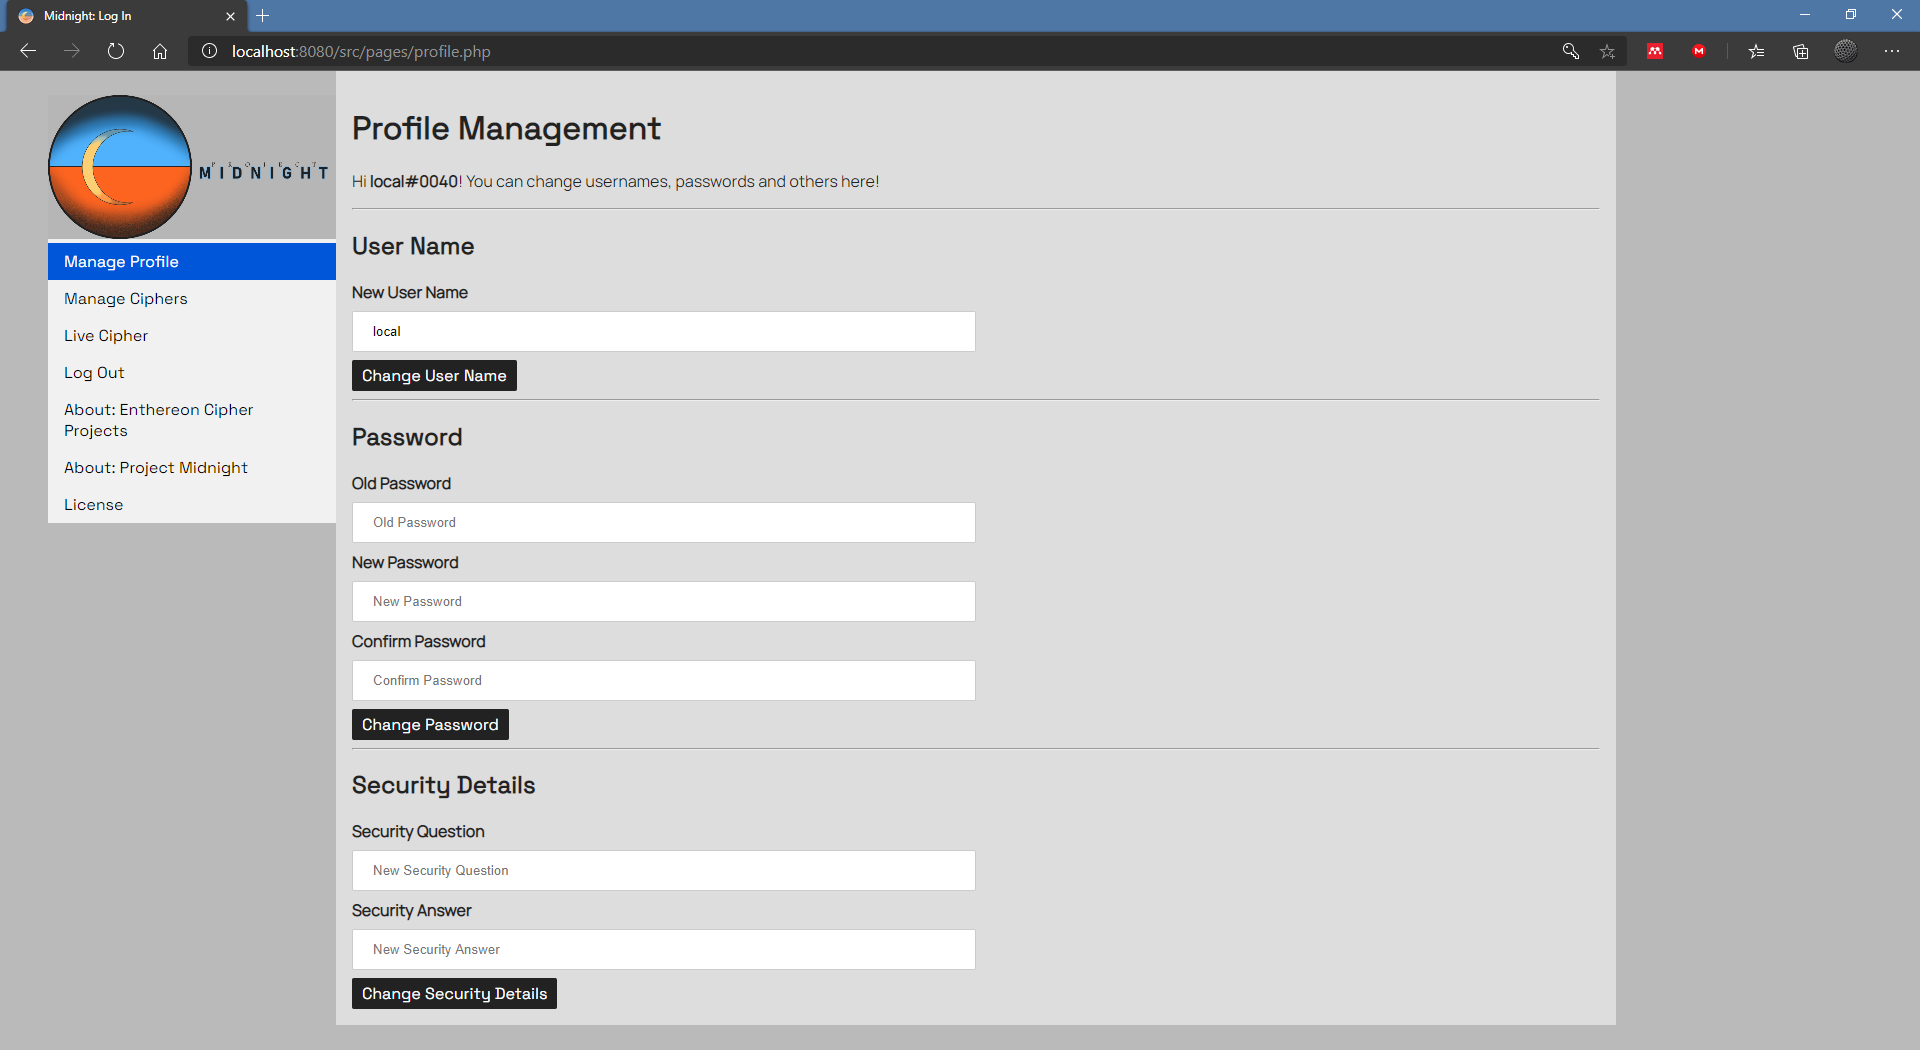 Midnight: Log In
localhost:8080/src/pages/profile.php
PROJECT
MIDNIGHT
Manage Profile
Manage Ciphers
Live Cipher
Log Out
About: Enthereon Cipher
Projects
About: Project Midnight
License
Profile Management
Hi local#0040! You can change usernames, passwords and others here!
User Name
New User Name
local
Change User Name
Password
Old Password
Old Password
New Password
New Password
Confirm Password
Confirm Password
Change Password
Security Details
Security Question
New Security Question
Security Answer
New Security Answer
Change Security Details